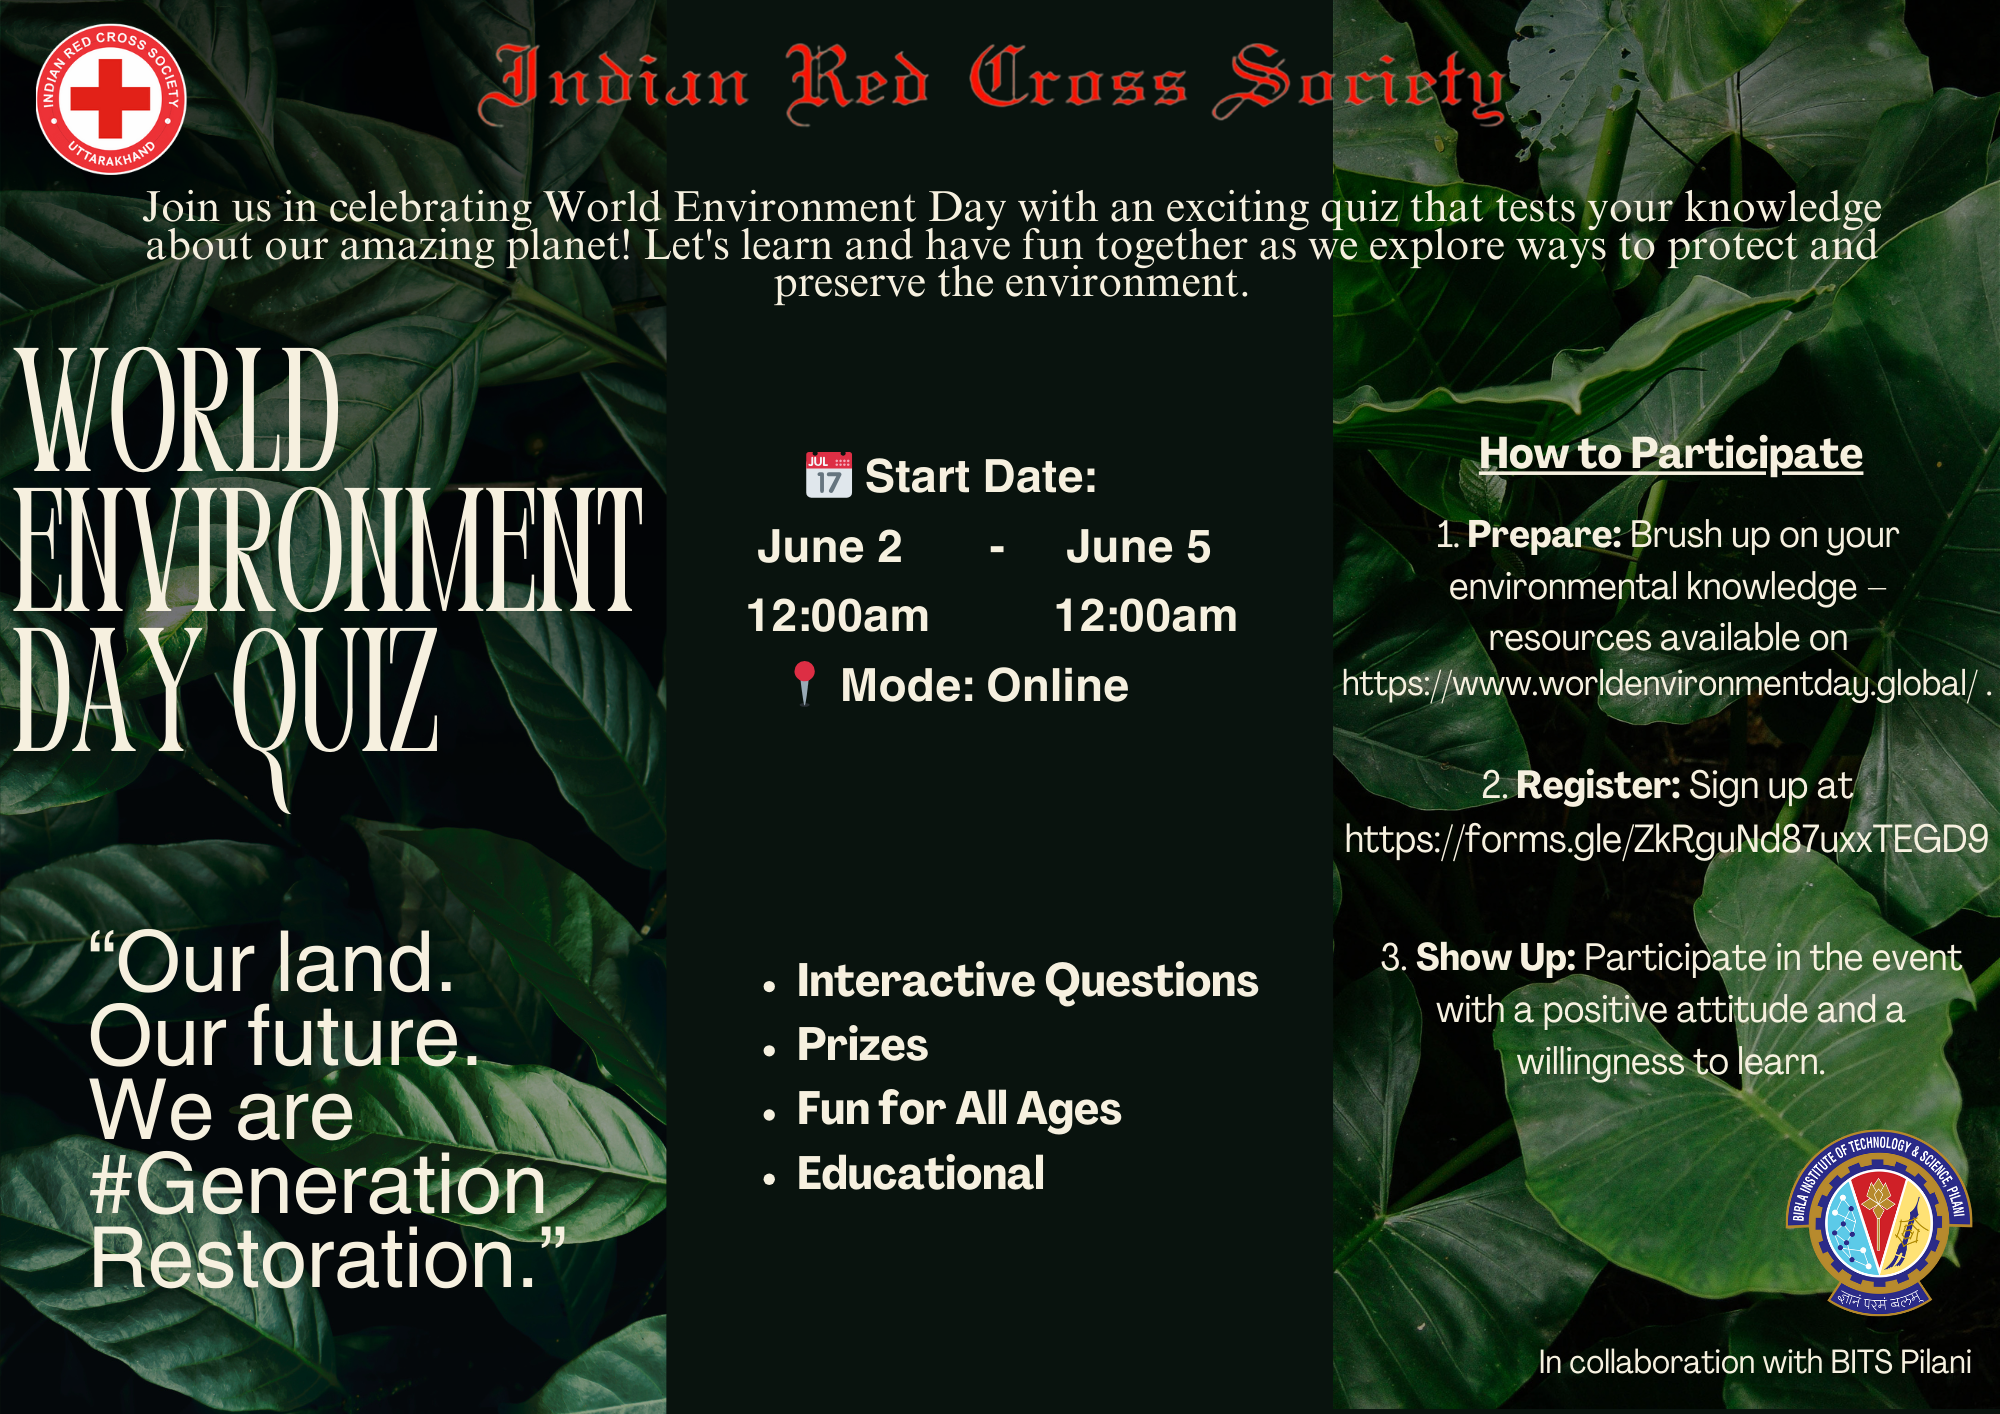 INDIAN RED CROSS SOCIETY
UTTARAKHAND
Indian Red Cross Society
Join us in celebrating World Environment Day with an exciting quiz that tests your knowledge
about our amazing planet! Let's learn and have fun together as we explore ways to protect and
preserve the environment.
WORLD
ENVIRONMENT
DAY QUIZ
“Our land.
Our future.
We are
#Generation
Restoration.”
JUL
17
Start Date:
June 2 - June 5
12:00am 12:00am
Mode: Online
• Interactive Questions
• Prizes
• Fun for All Ages
• Educational
How to Participate
1. Prepare: Brush up on your
environmental knowledge –
resources available on
https://www.worldenvironmentday.global/ .
2. Register: Sign up at
https://forms.gle/ZkRguNd87uxxTEGD9
3. Show Up: Participate in the event
with a positive attitude and a
willingness to learn.
BIRLA INSTITUTE OF TECHNOLOGY & SCIENCE, PILANI
ज्ञानं परमं बलम्
In collaboration with BITS Pilani